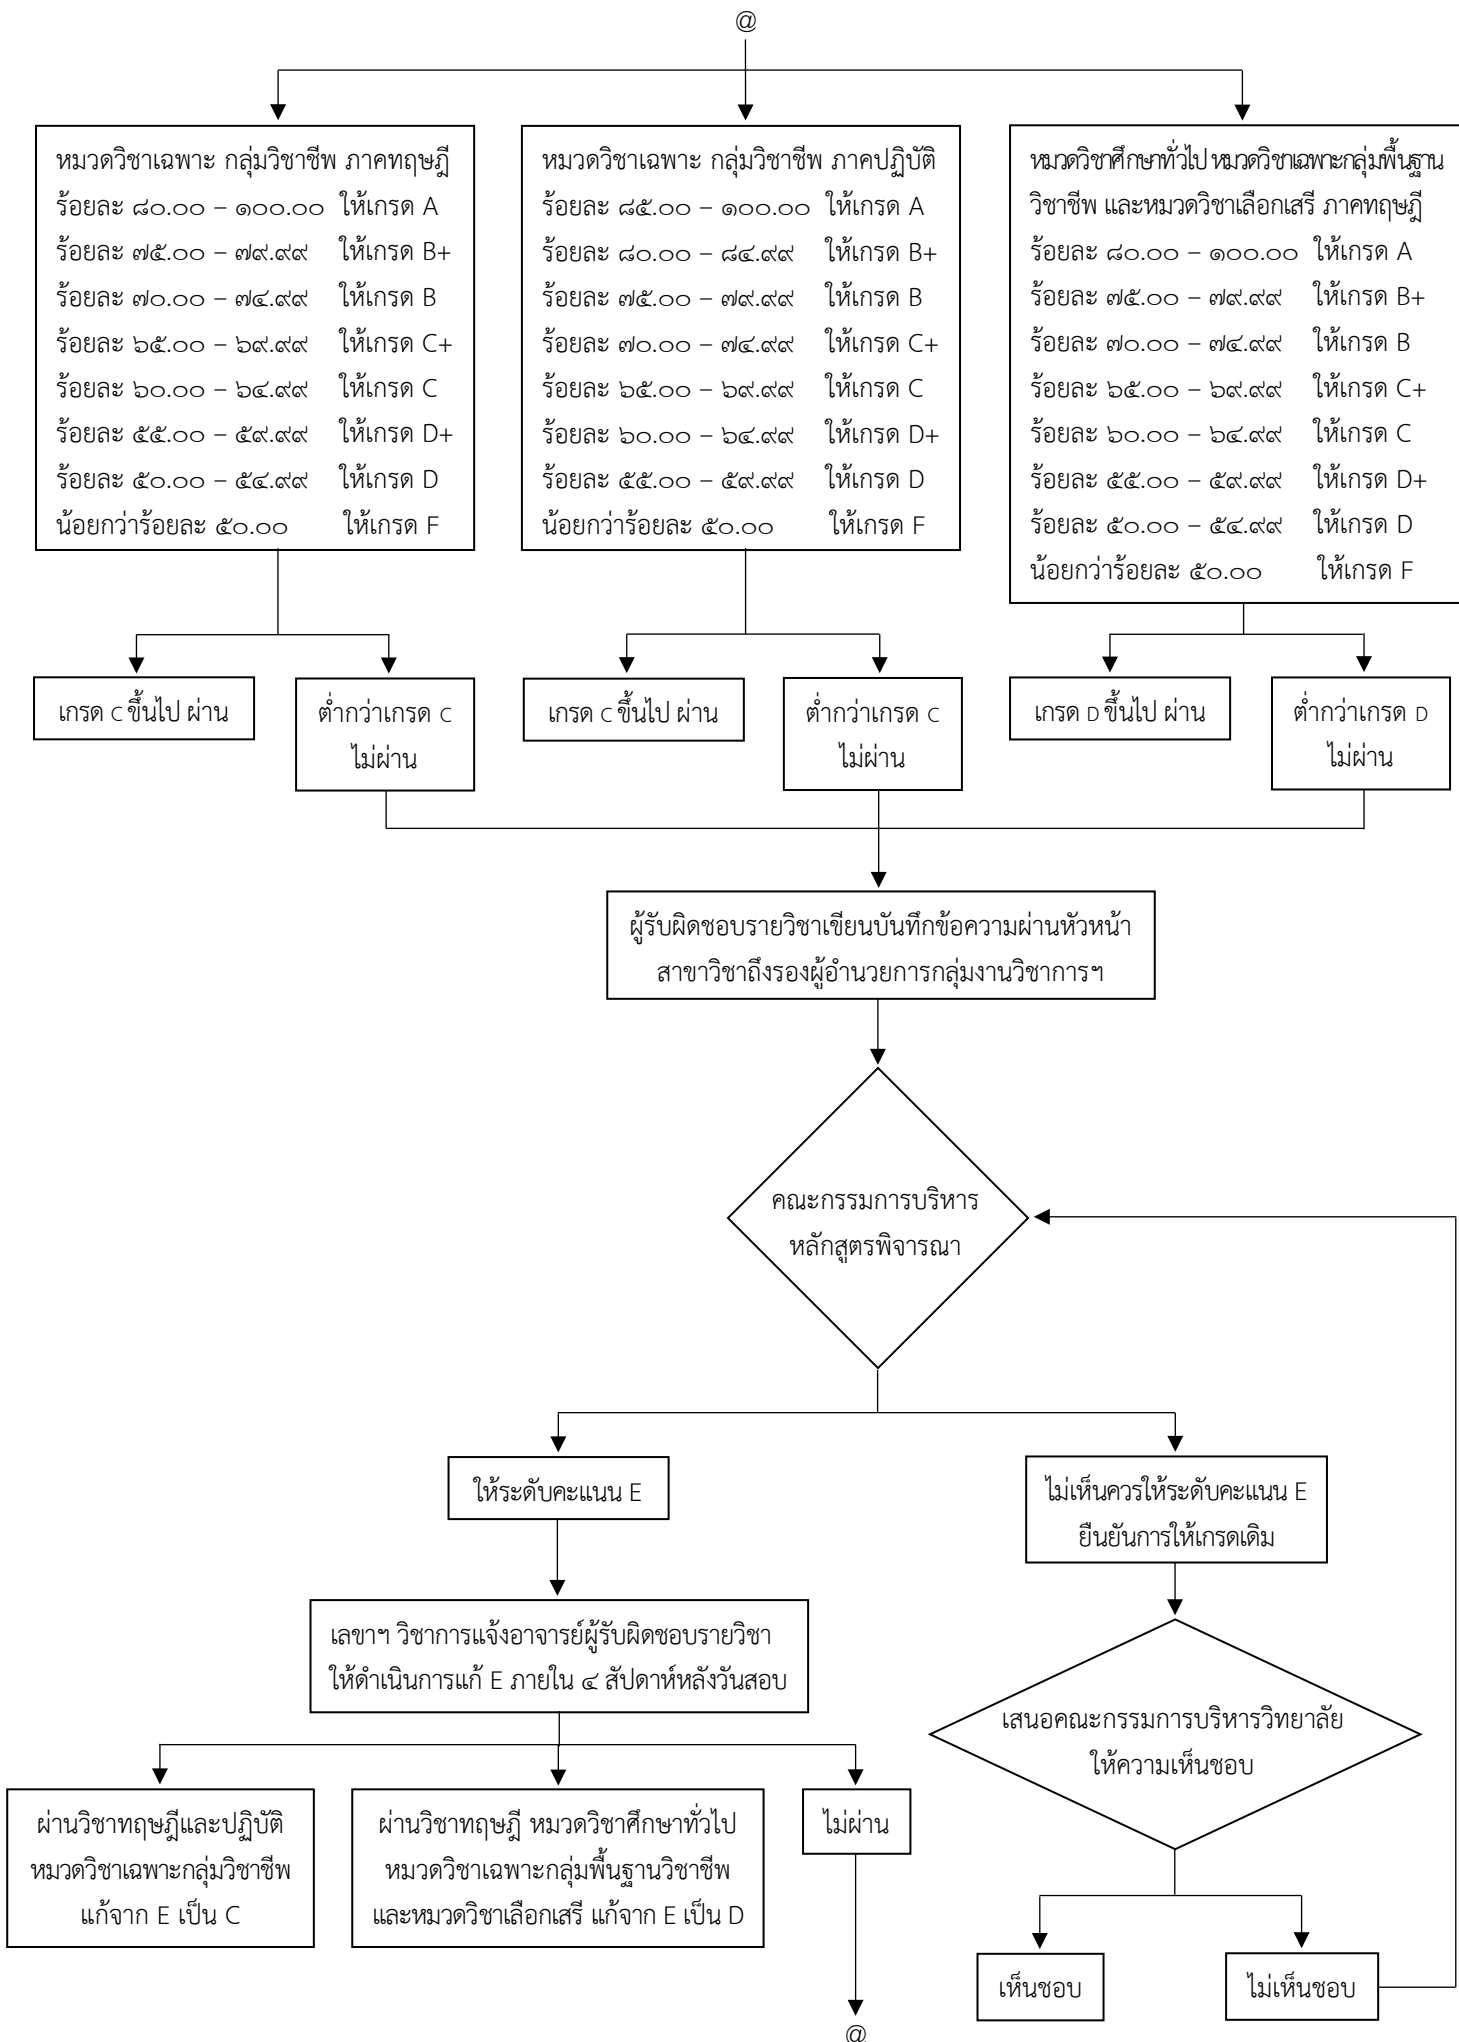 @
หมวดวิชาเฉพาะ กลุ่มวิชาชีพ ภาคทฤษฎี
ร้อยละ ๘๐.๐๐ – ๑๐๐.๐๐ ให้เกรด A
ร้อยละ ๗๕.๐๐ – ๗๙.๙๙ ให้เกรด B+
ร้อยละ ๗๐.๐๐ – ๗๔.๙๙ ให้เกรด B
ร้อยละ ๖๕.๐๐ – ๖๙.๙๙ ให้เกรด C+
ร้อยละ ๖๐.๐๐ – ๖๔.๙๙ ให้เกรด C
ร้อยละ ๕๕.๐๐ – ๕๙.๙๙ ให้เกรด D+
ร้อยละ ๕๐.๐๐ – ๕๔.๙๙ ให้เกรด D
น้อยกว่าร้อยละ ๕๐.๐๐ ให้เกรด F
หมวดวิชาเฉพาะ กลุ่มวิชาชีพ ภาคปฏิบัติ
ร้อยละ ๘๕.๐๐ – ๑๐๐.๐๐ ให้เกรด A
ร้อยละ ๘๐.๐๐ – ๘๔.๙๙ ให้เกรด B+
ร้อยละ ๗๕.๐๐ – ๗๙.๙๙ ให้เกรด B
ร้อยละ ๗๐.๐๐ – ๗๔.๙๙ ให้เกรด C+
ร้อยละ ๖๕.๐๐ – ๖๙.๙๙ ให้เกรด C
ร้อยละ ๖๐.๐๐ – ๖๔.๙๙ ให้เกรด D+
ร้อยละ ๕๕.๐๐ – ๕๙.๙๙ ให้เกรด D
น้อยกว่าร้อยละ ๕๐.๐๐ ให้เกรด F
หมวดวิชาศึกษาทั่วไป หมวดวิชาเฉพาะกลุ่มพื้นฐาน
วิชาชีพ และหมวดวิชาเลือกเสรี ภาคทฤษฎี
ร้อยละ ๘๐.๐๐ – ๑๐๐.๐๐ ให้เกรด A
ร้อยละ ๗๕.๐๐ – ๗๙.๙๙ ให้เกรด B+
ร้อยละ ๗๐.๐๐ – ๗๔.๙๙ ให้เกรด B
ร้อยละ ๖๕.๐๐ – ๖๙.๙๙ ให้เกรด C+
ร้อยละ ๖๐.๐๐ – ๖๔.๙๙ ให้เกรด C
ร้อยละ ๕๕.๐๐ – ๕๙.๙๙ ให้เกรด D+
ร้อยละ ๕๐.๐๐ – ๕๔.๙๙ ให้เกรด D
น้อยกว่าร้อยละ ๕๐.๐๐ ให้เกรด F
เกรด C ขึ้นไป ผ่าน
ต่ำกว่าเกรด C
ไม่ผ่าน
เกรด C ขึ้นไป ผ่าน
ต่ำกว่าเกรด C
ไม่ผ่าน
เกรด D ขึ้นไป ผ่าน
ต่ำกว่าเกรด D
ไม่ผ่าน
ผู้รับผิดชอบรายวิชาเขียนบันทึกข้อความผ่านหัวหน้า
สาขาวิชาถึงรองผู้อำนวยการกลุ่มงานวิชาการฯ
คณะกรรมการบริหาร
หลักสูตรพิจารณา
ให้ระดับคะแนน E
ไม่เห็นควรให้ระดับคะแนน E
ยืนยันการให้เกรดเดิม
เลขาฯ วิชาการแจ้งอาจารย์ผู้รับผิดชอบรายวิชา
ให้ดำเนินการแก้ E ภายใน ๔ สัปดาห์หลังวันสอบ
เสนอคณะกรรมการบริหารวิทยาลัย
ให้ความเห็นชอบ
ผ่านวิชาทฤษฎีและปฏิบัติ
หมวดวิชาเฉพาะกลุ่มวิชาชีพ
แก้จาก E เป็น C
ผ่านวิชาทฤษฎี หมวดวิชาศึกษาทั่วไป
หมวดวิชาเฉพาะกลุ่มพื้นฐานวิชาชีพ
และหมวดวิชาเลือกเสรี แก้จาก E เป็น D
ไม่ผ่าน
เห็นชอบ
ไม่เห็นชอบ
@